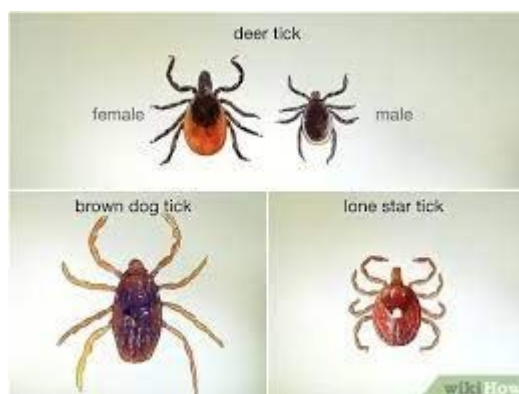 deer tick
female
male
brown dog tick
lone star tick
wikiHow